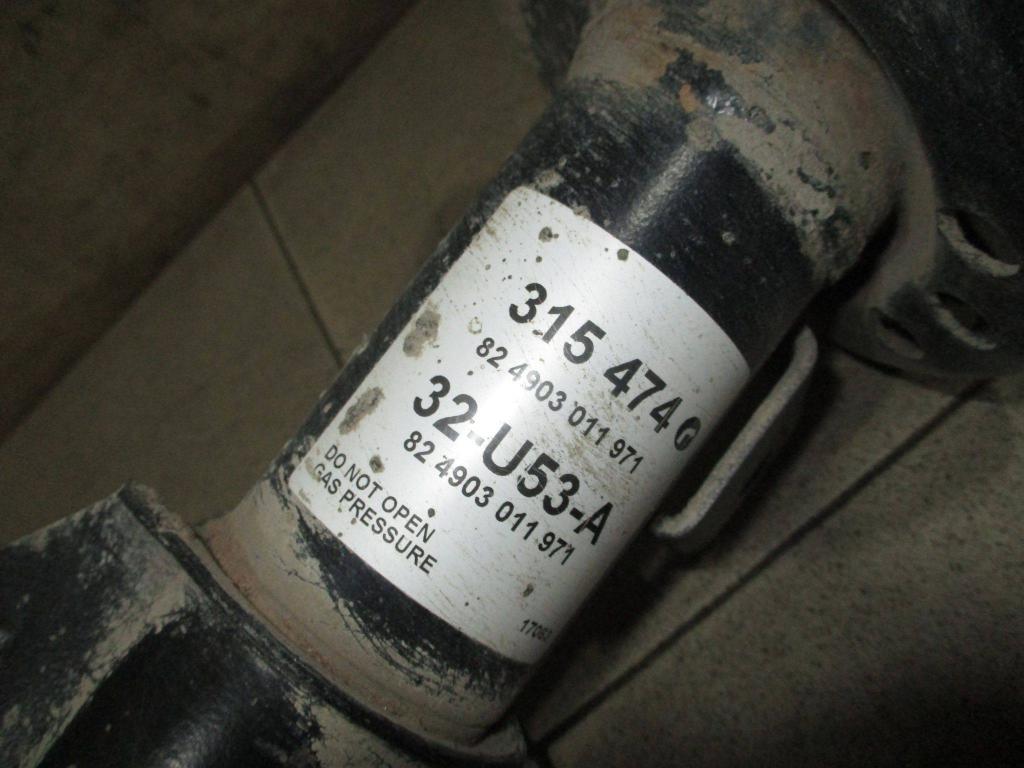 315 474
82 4903 011 971
32-U53-A
82 4903 011 971
DO NOT OPEN
GAS PRESSURE